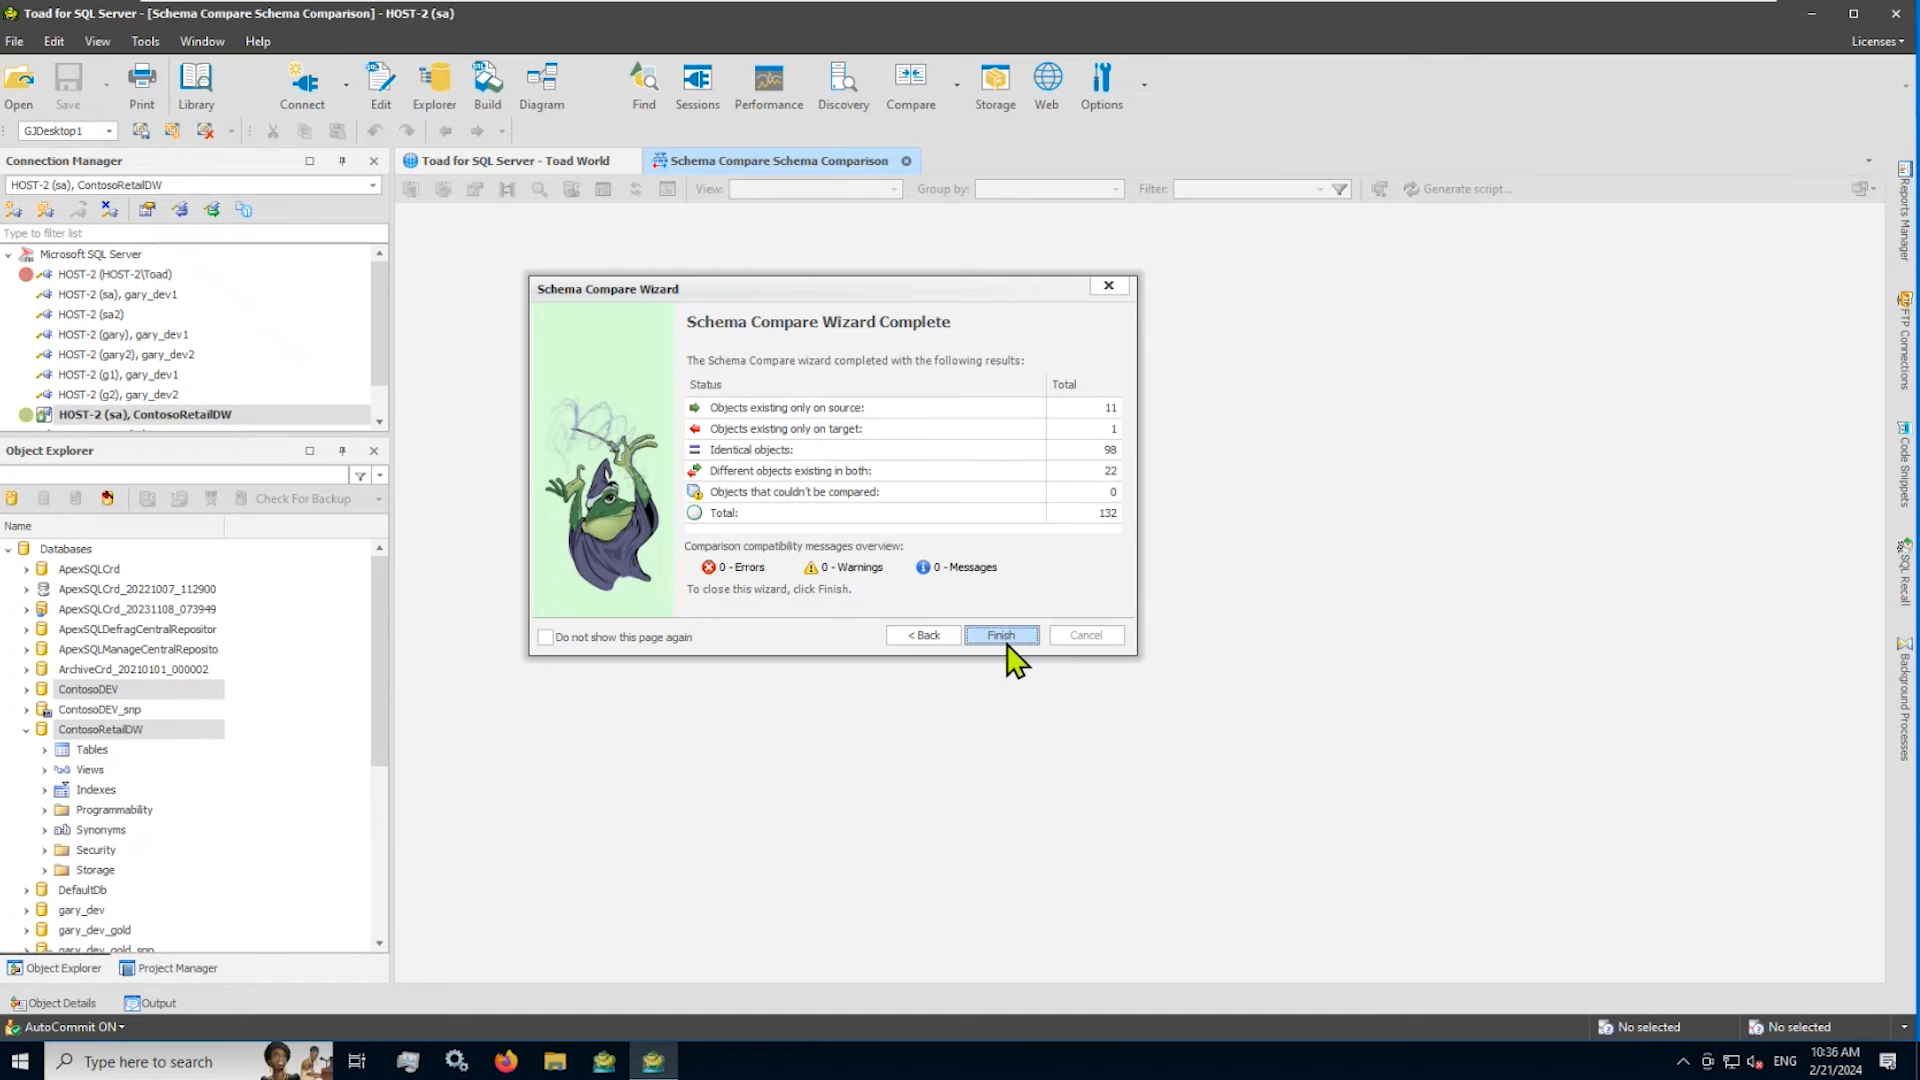 Toad for SQL Server - [Schema Compare Schema Comparison] - HOST-2 (sa)
File Edit View Tools Window Help Licenses
Open Save Print Library Connect Edit Explorer Build Diagram Find Sessions Performance Discovery Compare Storage Web Options
GJDesktop1
Connection Manager
HOST-2 (sa), ContosoRetailDW
Type to filter list
Microsoft SQL Server
HOST-2 (HOST-2\Toad)
HOST-2 (sa), gary_dev1
HOST-2 (sa2)
HOST-2 (gary), gary_dev1
HOST-2 (gary2), gary_dev2
HOST-2 (g1), gary_dev1
HOST-2 (g2), gary_dev2
HOST-2 (sa), ContosoRetailDW
Object Explorer
Check For Backup
Name
Databases
ApexSQLCrd
ApexSQLCrd_20221007_112900
ApexSQLCrd_20231108_073949
ApexSQLDefragCentralRepositor
ApexSQLManageCentralReposito
ArchiveCrd_20210101_000002
ContosoDEV
ContosoDEV_snp
ContosoRetailDW
Tables
Views
Indexes
Programmability
Synonyms
Security
Storage
DefaultDb
gary_dev
gary_dev_gold
gary_dev_gold_snp
Object Explorer Project Manager
Object Details Output
AutoCommit ON
Toad for SQL Server - Toad World Schema Compare Schema Comparison
View: Group by: Filter: Generate script...
Schema Compare Wizard
Schema Compare Wizard Complete
The Schema Compare wizard completed with the following results:
Status Total
Objects existing only on source: 11
Objects existing only on target: 1
Identical objects: 98
Different objects existing in both: 22
Objects that couldn't be compared: 0
Total: 132
Comparison compatibility messages overview:
0 - Errors 0 - Warnings 0 - Messages
To close this wizard, click Finish.
Do not show this page again < Back Finish Cancel
Reports Manager
FTP Connections
Code Snippets
SQL Recall
Background Processes
No selected No selected
Type here to search
ENG
10:36 AM
2/21/2024